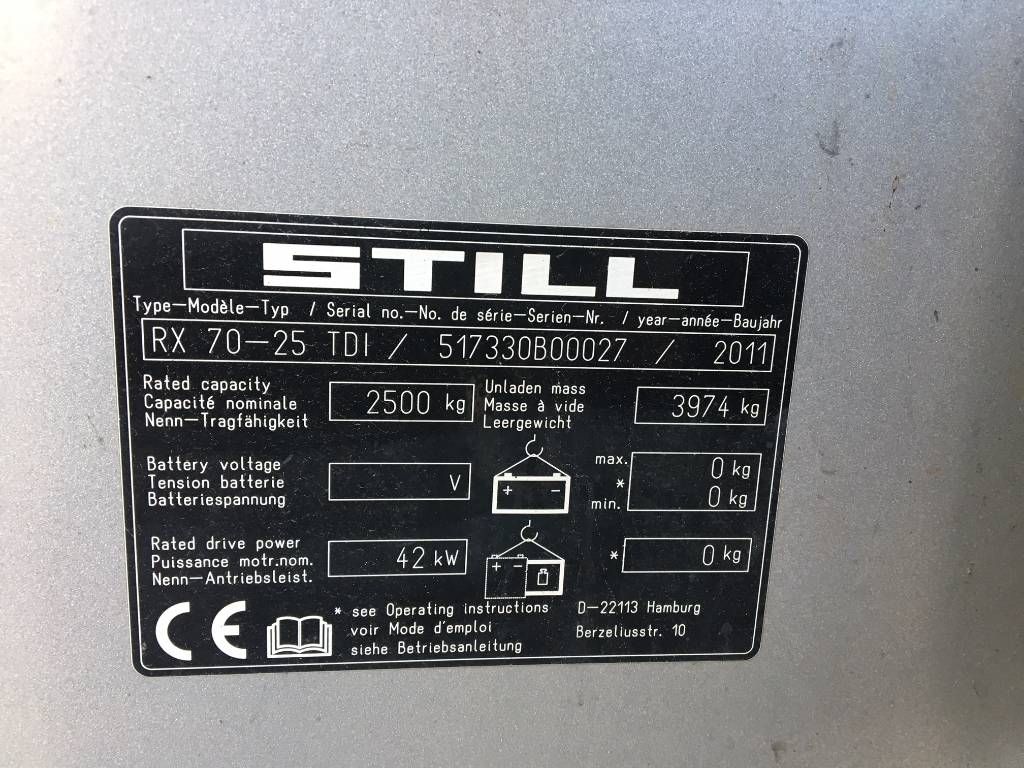 STILL
Type-Modèle-Typ / Serial no.-No. de série-Serien-Nr. / year-année-Baujahr
RX 70-25 TDI / 517330B00027 / 2011
Rated capacity
Capacité nominale
Nenn-Tragfähigkeit
2500 kg
Unladen mass
Masse à vide
Leergewicht
3974 kg
Battery voltage
Tension batterie
Batteriespannung
V
+ -
max. 0 kg
*
min. 0 kg
Rated drive power
Puissance motr.nom.
Nenn-Antriebsleist.
42 kW
+ -
* 0 kg
CE
* see Operating instructions
voir Mode d'emploi
siehe Betriebsanleitung
D-22113 Hamburg
Berzeliusstr. 10